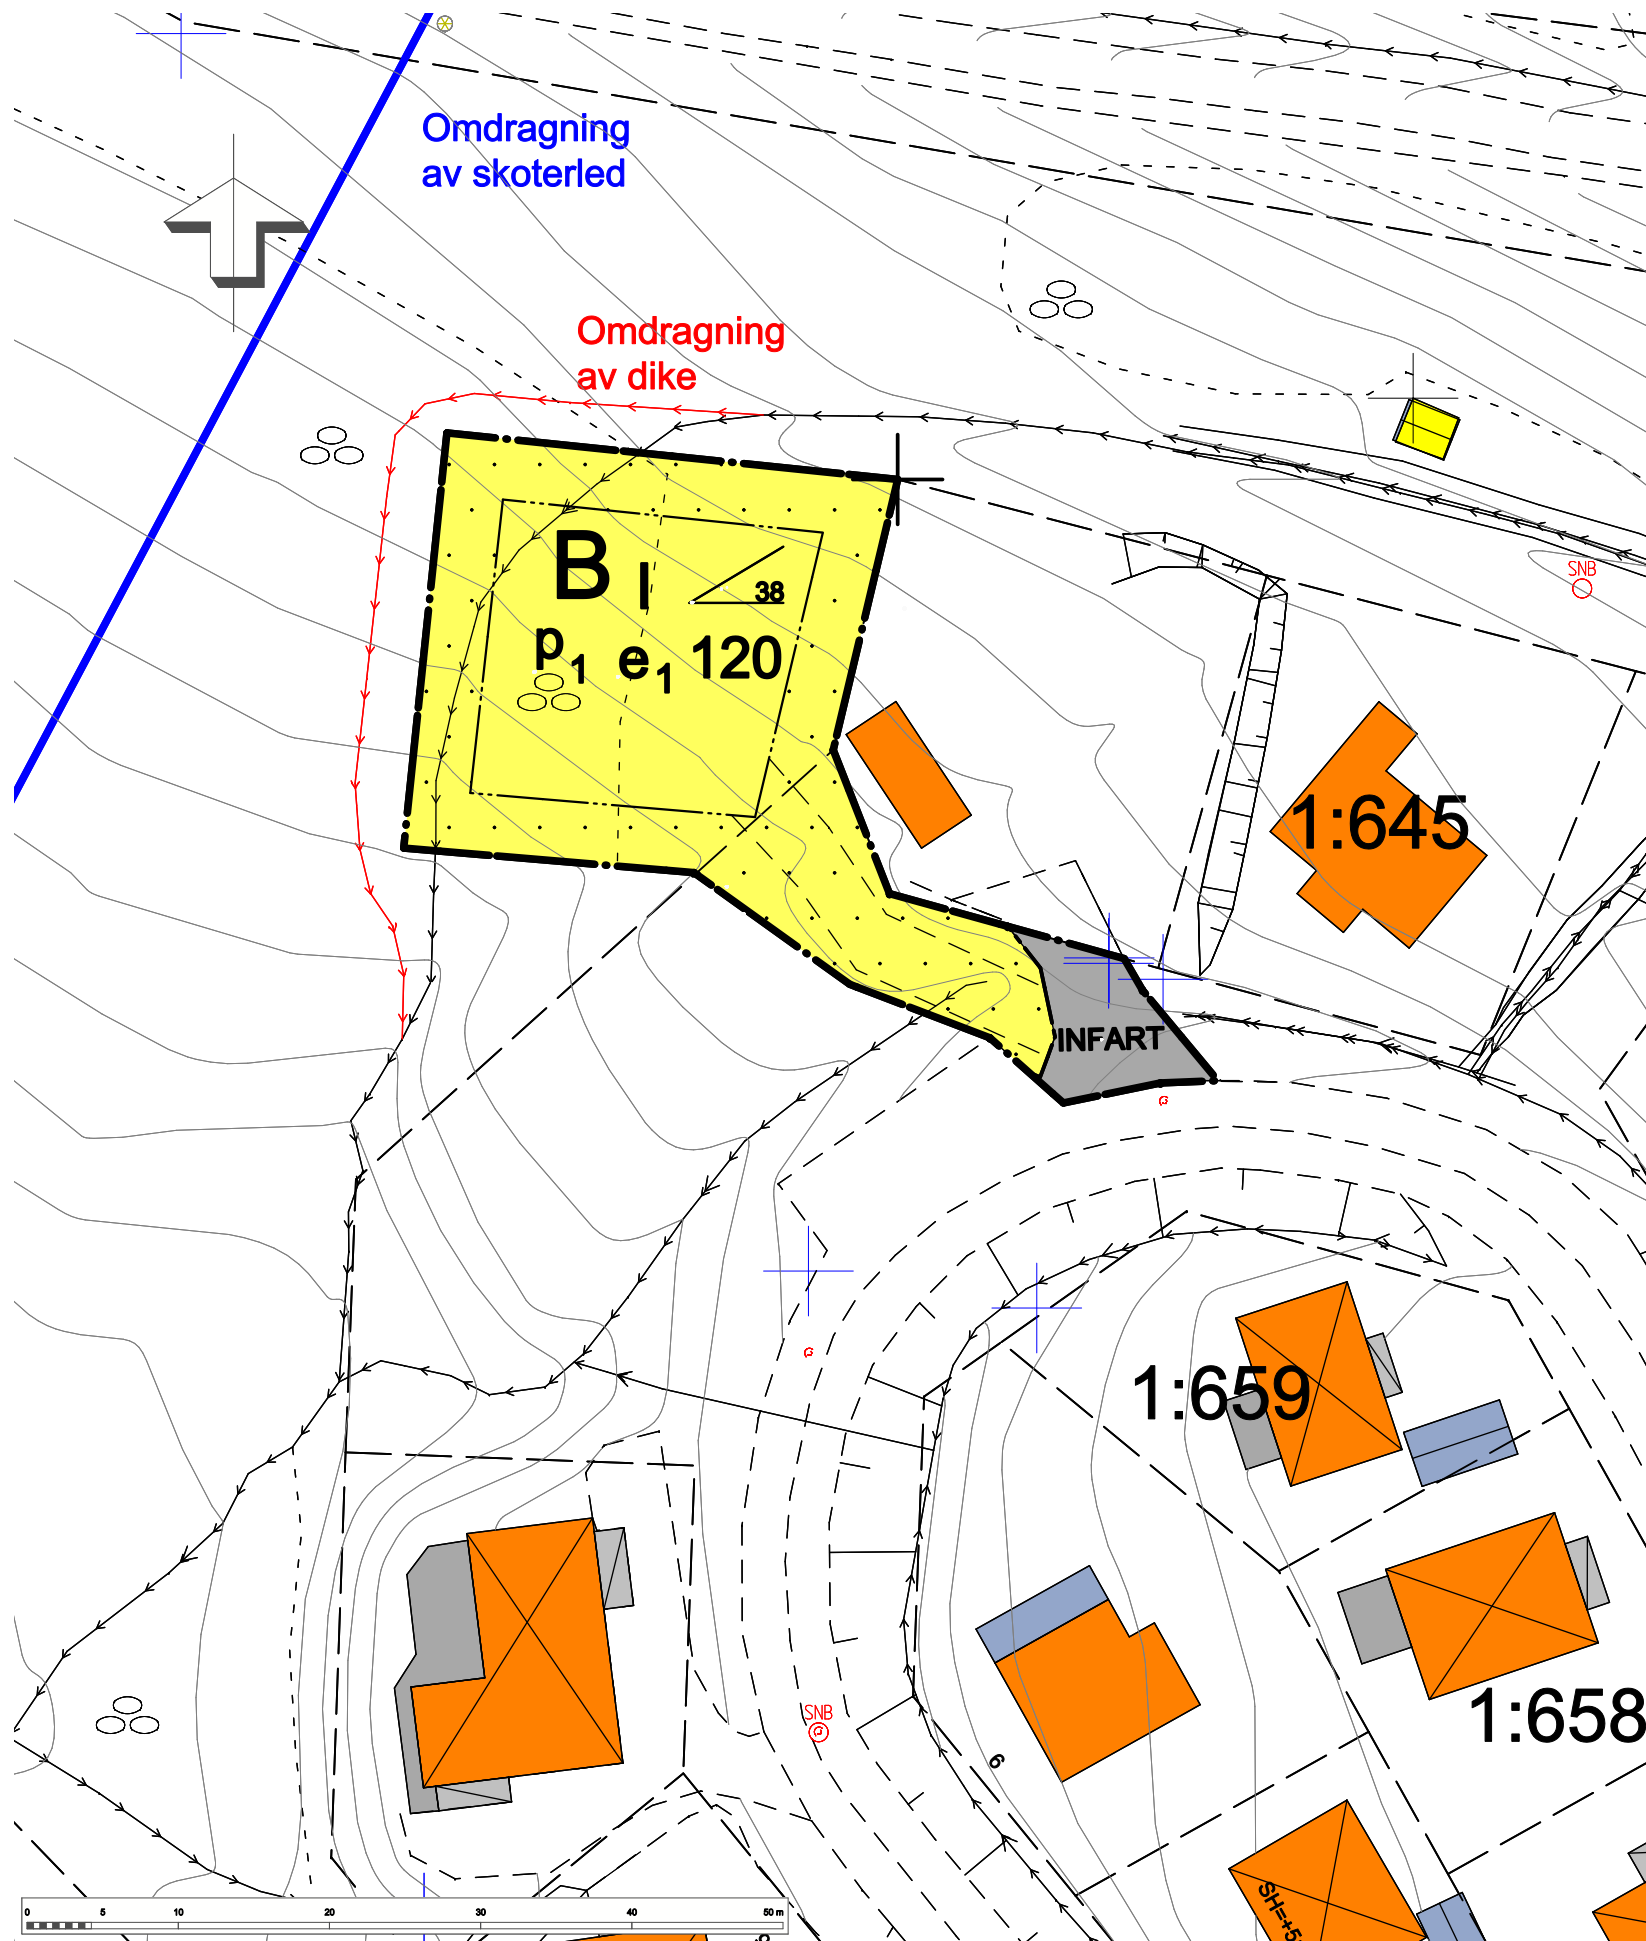 Omdragning
av skoterled
Omdragning
av dike
SNB
B I 38
p1 e1 120
1:645
INFART
1:659
SNB
1:658
6
SH=+5
0 5 10 20 30 40 50 m